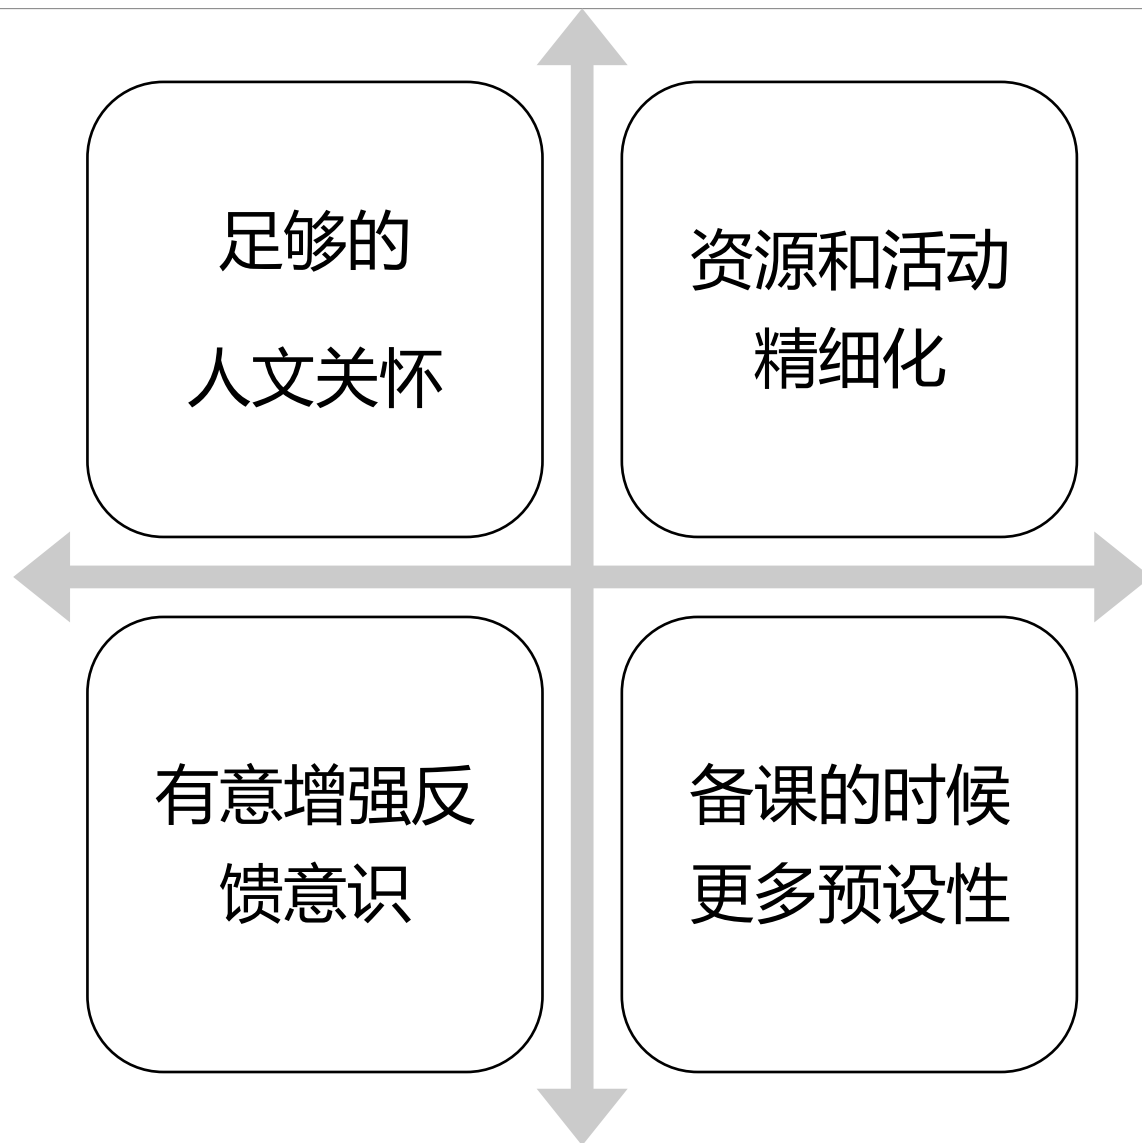 足够的
人文关怀
资源和活动
精细化
有意增强反
馈意识
备课的时候
更多预设性